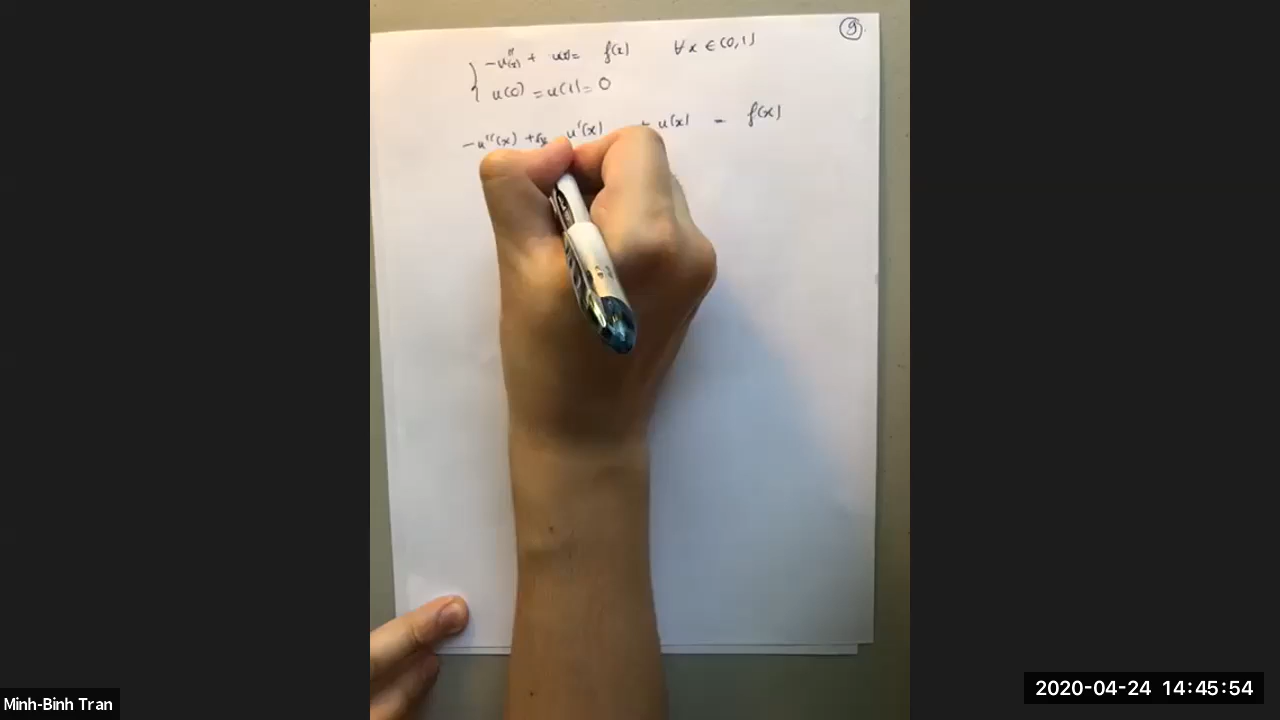 9
-u''(x) + u(x) = f(x) ∀x ∈ (0,1)
u(0) = u(1) = 0
-u''(x) + u'(x) + u(x) = f(x)
Minh-Binh Tran
2020-04-24 14:45:54